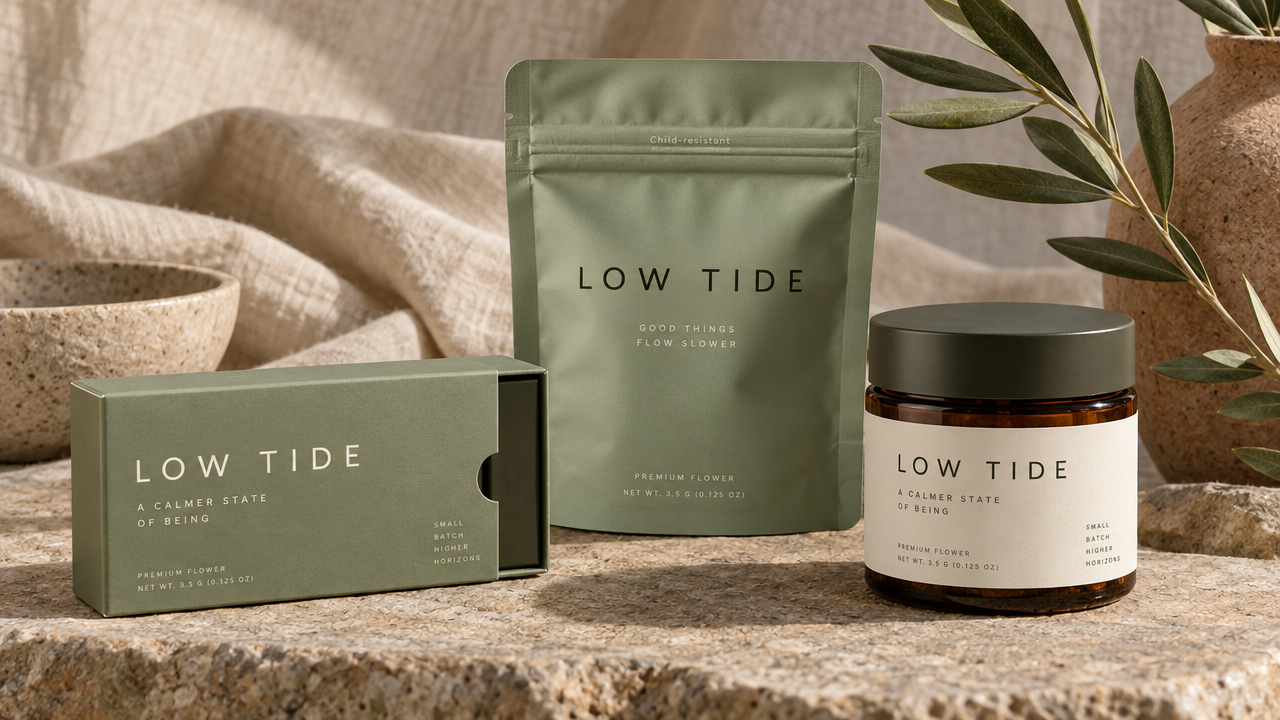 Child-resistant
LOW TIDE
GOOD THINGS
FLOW SLOWER
PREMIUM FLOWER
NET WT. 3.5 G (0.125 OZ)
LOW TIDE
A CALMER STATE
OF BEING
SMALL
BATCH
HIGHER
HORIZONS
PREMIUM FLOWER
NET WT. 3.5 G (0.125 OZ)
LOW TIDE
A CALMER STATE
OF BEING
SMALL
BATCH
HIGHER
HORIZONS
PREMIUM FLOWER
NET WT. 3.5 G (0.125 OZ)